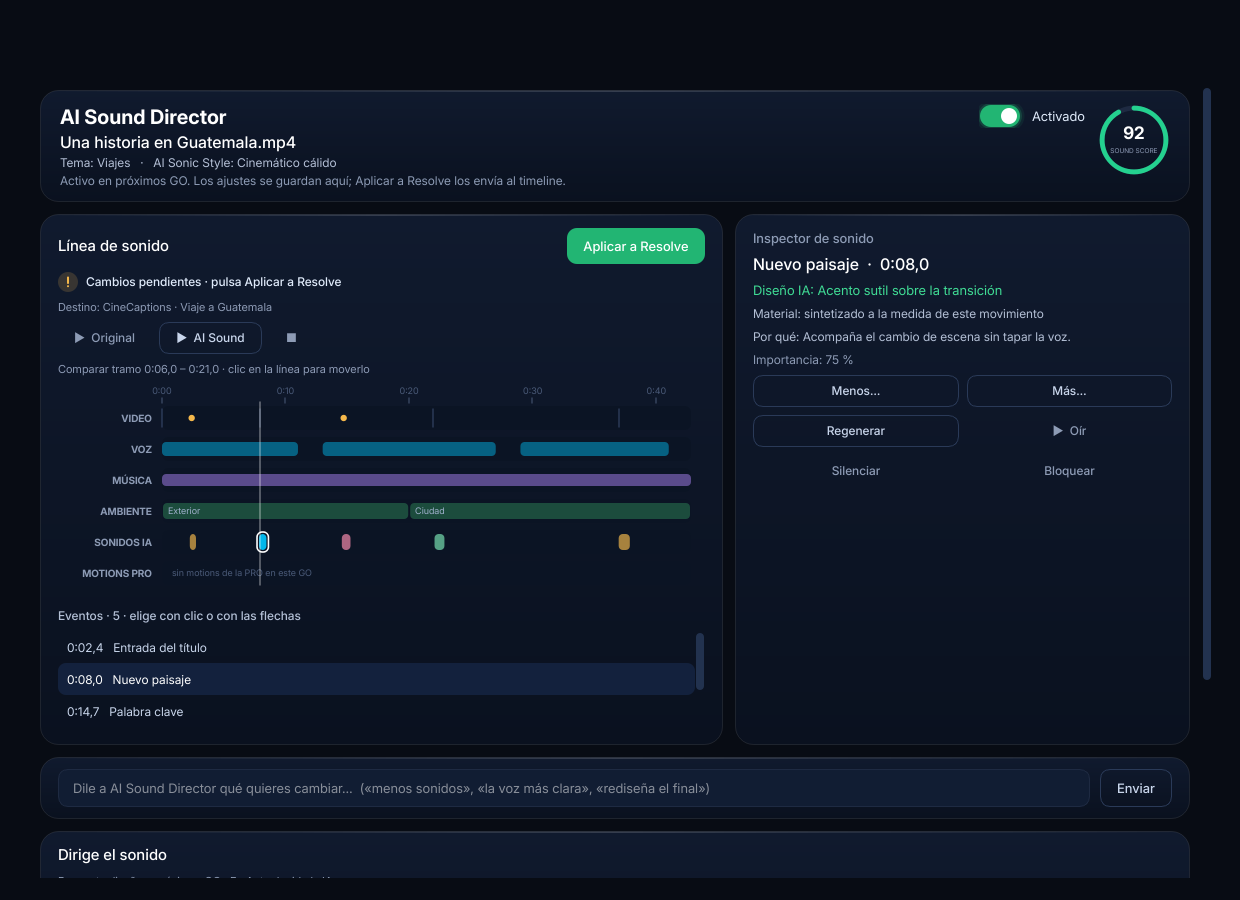 AI Sound Director
Una historia en Guatemala.mp4
Tema: Viajes · AI Sonic Style: Cinemático cálido
Activo en próximos GO. Los ajustes se guardan aquí; Aplicar a Resolve los envía al timeline.
Activado
92
SOUND SCORE
Línea de sonido
Aplicar a Resolve
! Cambios pendientes · pulsa Aplicar a Resolve
Destino: CineCaptions · Viaje a Guatemala
Original
AI Sound
Comparar tramo 0:06,0 – 0:21,0 · clic en la línea para moverlo
0:00 0:10 0:20 0:30 0:40
VIDEO
VOZ
MÚSICA
AMBIENTE Exterior Ciudad
SONIDOS IA
MOTIONS PRO sin motions de la PRO en este GO
Eventos · 5 · elige con clic o con las flechas
0:02,4 Entrada del título
0:08,0 Nuevo paisaje
0:14,7 Palabra clave
Inspector de sonido
Nuevo paisaje · 0:08,0
Diseño IA: Acento sutil sobre la transición
Material: sintetizado a la medida de este movimiento
Por qué: Acompaña el cambio de escena sin tapar la voz.
Importancia: 75 %
Menos... Más...
Regenerar Oír
Silenciar Bloquear
Dile a AI Sound Director qué quieres cambiar... («menos sonidos», «la voz más clara», «rediseña el final»)
Enviar
Dirige el sonido